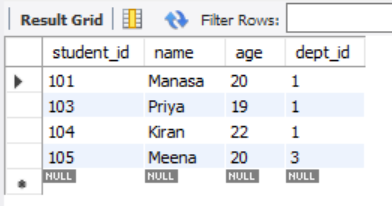 Result Grid Filter Rows:
student_id name age dept_id
101 Manasa 20 1
103 Priya 19 1
104 Kiran 22 1
105 Meena 20 3
NULL NULL NULL NULL